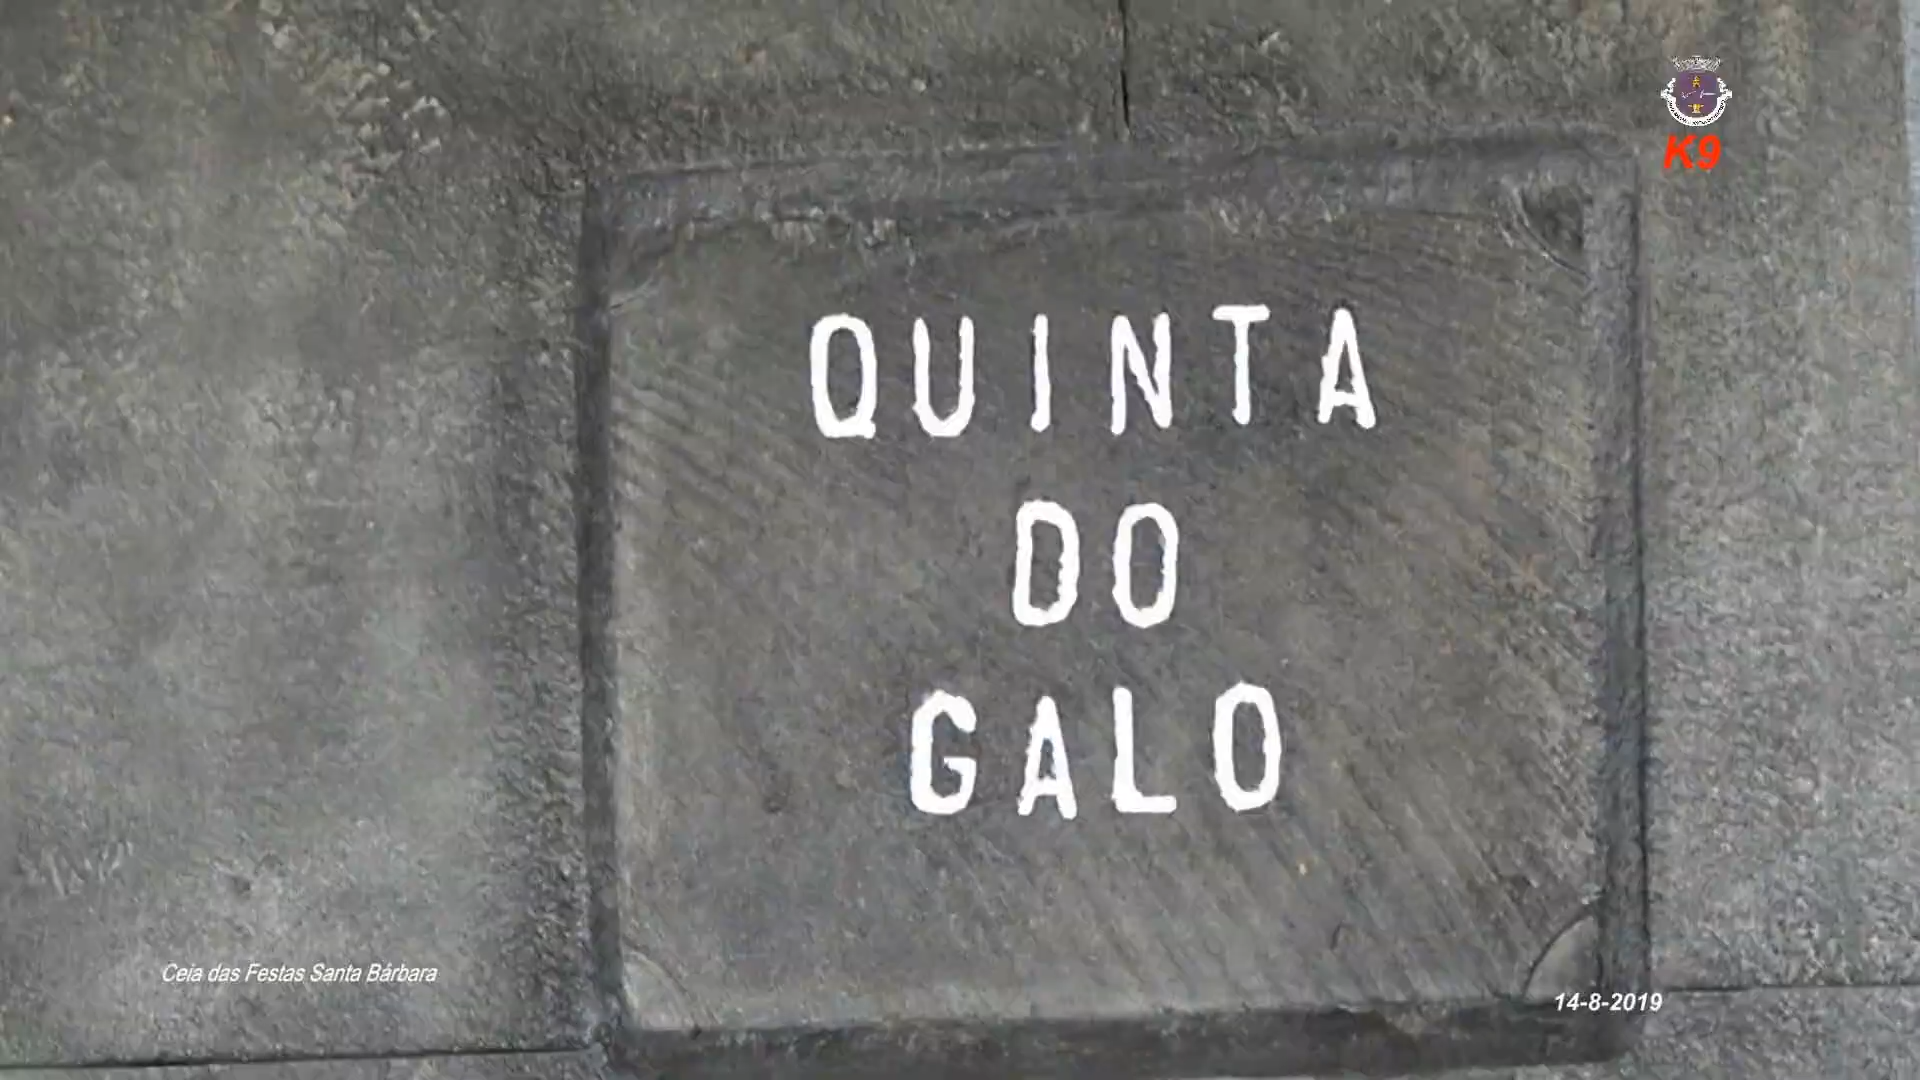 K9
QUINTA
DO
GALO
Ceia das Festas Santa Bárbara
14-8-2019